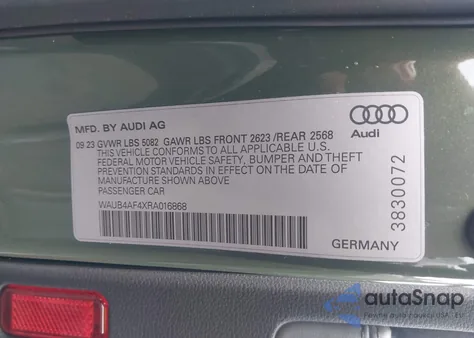 MFD. BY AUDI AG
Audi
09 23 GVWR LBS 5082 GAWR LBS FRONT 2623 /REAR 2568
THIS VEHICLE CONFORMS TO ALL APPLICABLE U.S.
FEDERAL MOTOR VEHICLE SAFETY, BUMPER AND THEFT
PREVENTION STANDARDS IN EFFECT ON THE DATE OF
MANUFACTURE SHOWN ABOVE
PASSENGER CAR
WAUB4AF4XRA016868
3830072
GERMANY
autoSnap